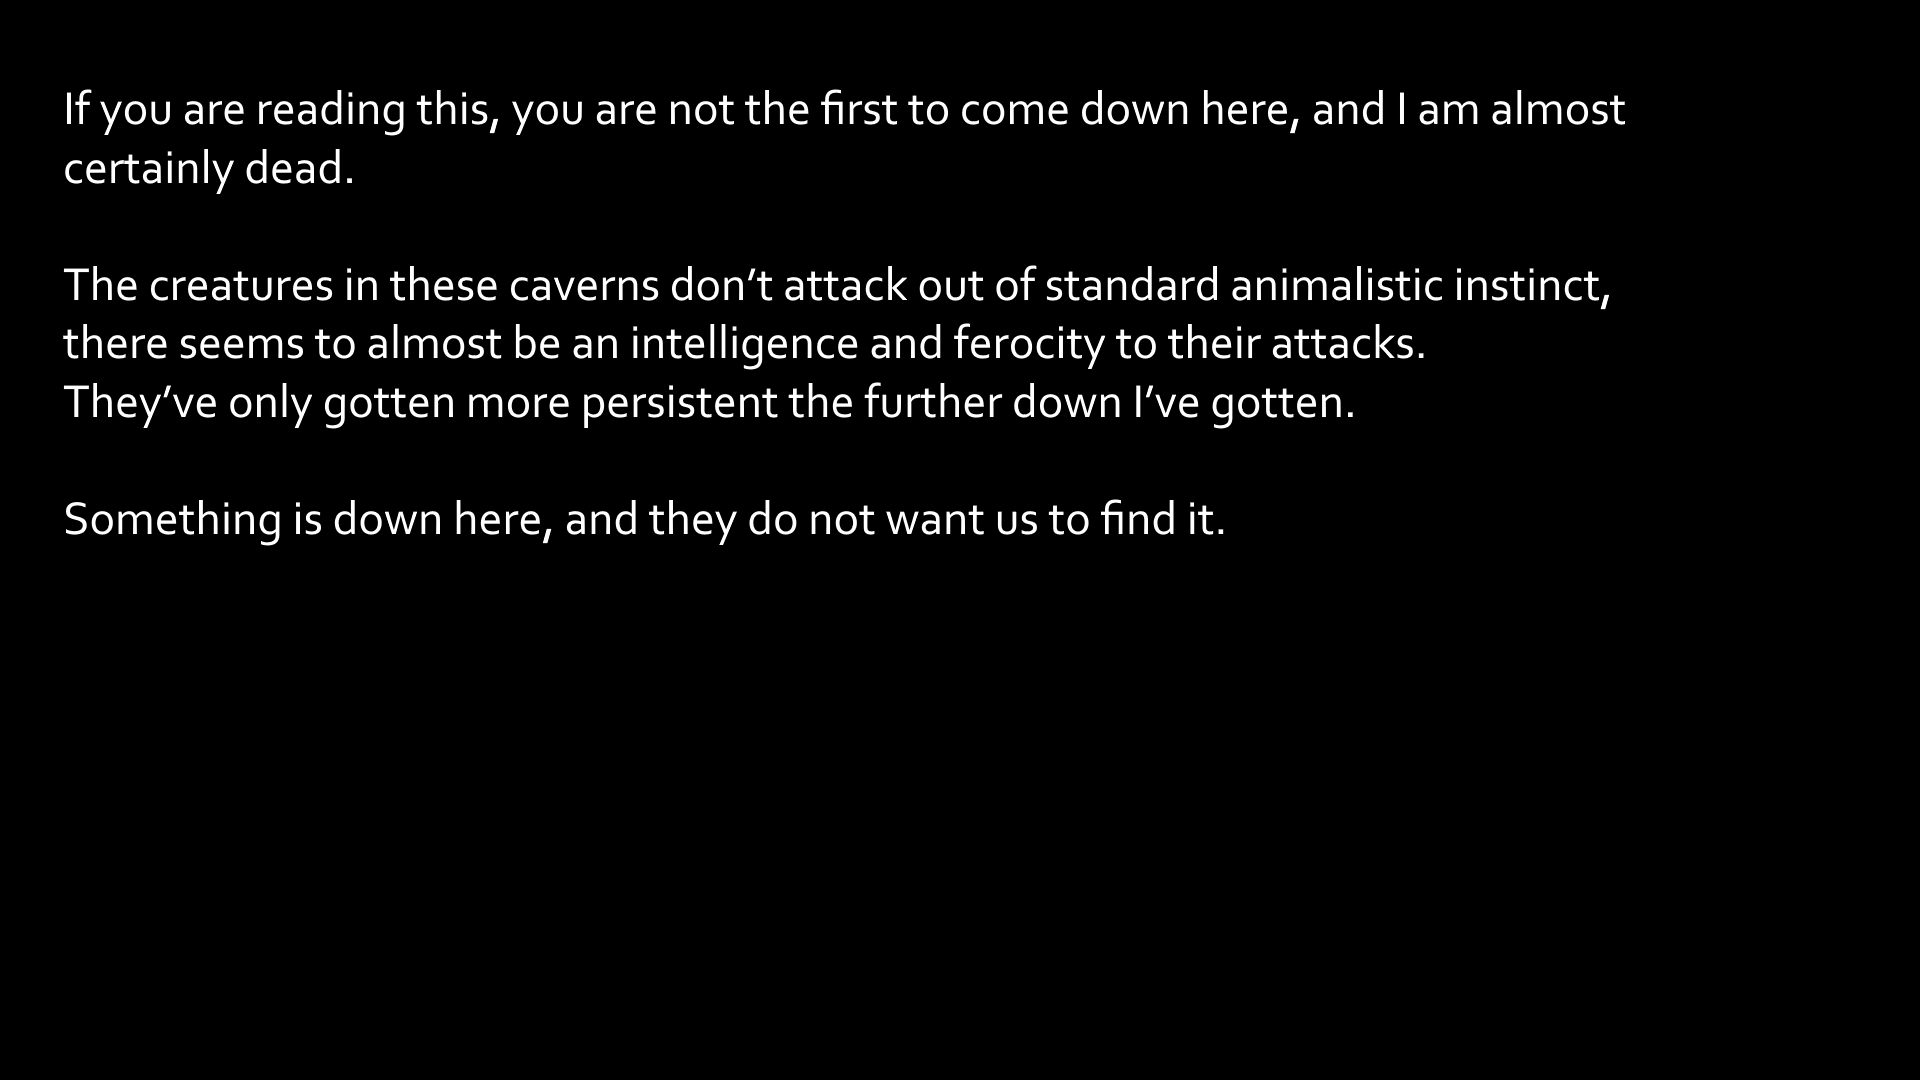 If you are reading this, you are not the first to come down here, and I am almost
certainly dead.
The creatures in these caverns don’t attack out of standard animalistic instinct,
there seems to almost be an intelligence and ferocity to their attacks.
They’ve only gotten more persistent the further down I’ve gotten.
Something is down here, and they do not want us to find it.